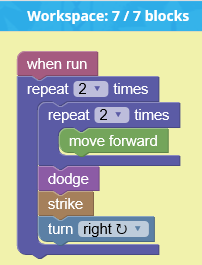 Workspace: 7 / 7 blocks
when run
repeat 2 times
repeat 2 times
move forward
dodge
strike
turn right ↻